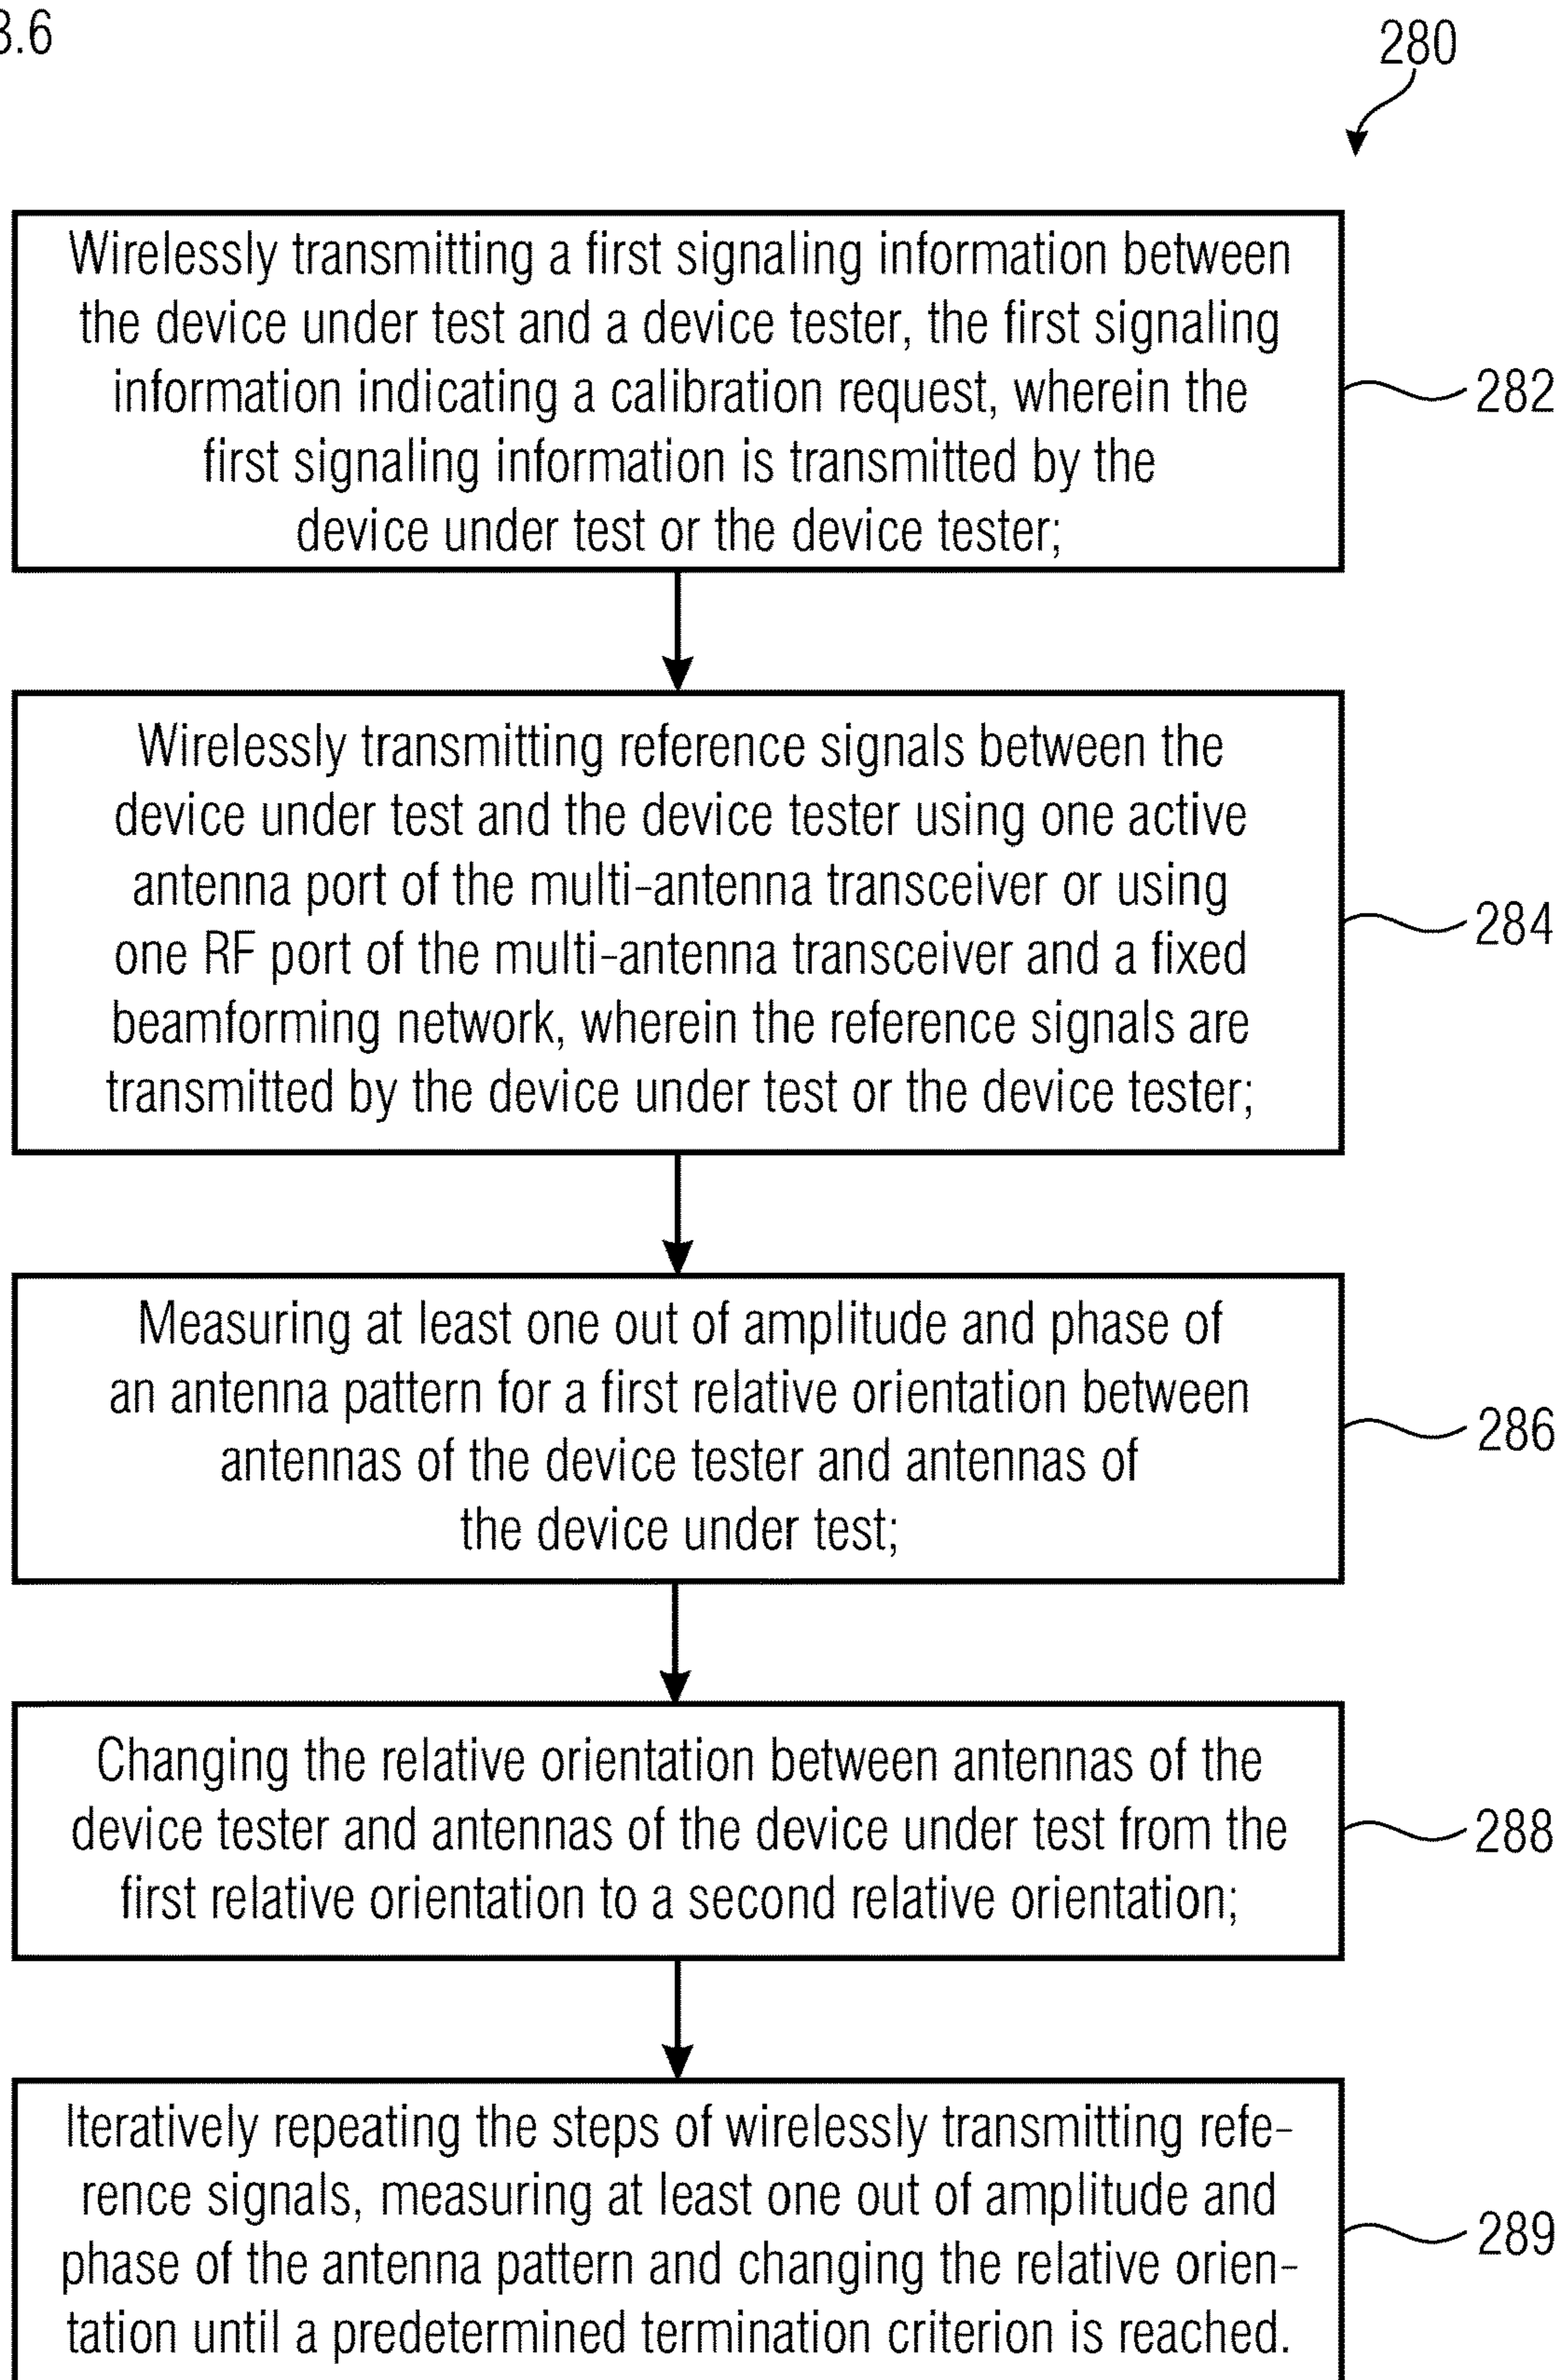 3.6
280
Wirelessly transmitting a first signaling information between
the device under test and a device tester, the first signaling
information indicating a calibration request, wherein the
first signaling information is transmitted by the
device under test or the device tester;
282
Wirelessly transmitting reference signals between the
device under test and the device tester using one active
antenna port of the multi-antenna transceiver or using
one RF port of the multi-antenna transceiver and a fixed
beamforming network, wherein the reference signals are
transmitted by the device under test or the device tester;
284
Measuring at least one out of amplitude and phase of
an antenna pattern for a first relative orientation between
antennas of the device tester and antennas of
the device under test;
286
Changing the relative orientation between antennas of the
device tester and antennas of the device under test from the
first relative orientation to a second relative orientation;
288
Iteratively repeating the steps of wirelessly transmitting refe-
rence signals, measuring at least one out of amplitude and
phase of the antenna pattern and changing the relative orien-
tation until a predetermined termination criterion is reached.
289